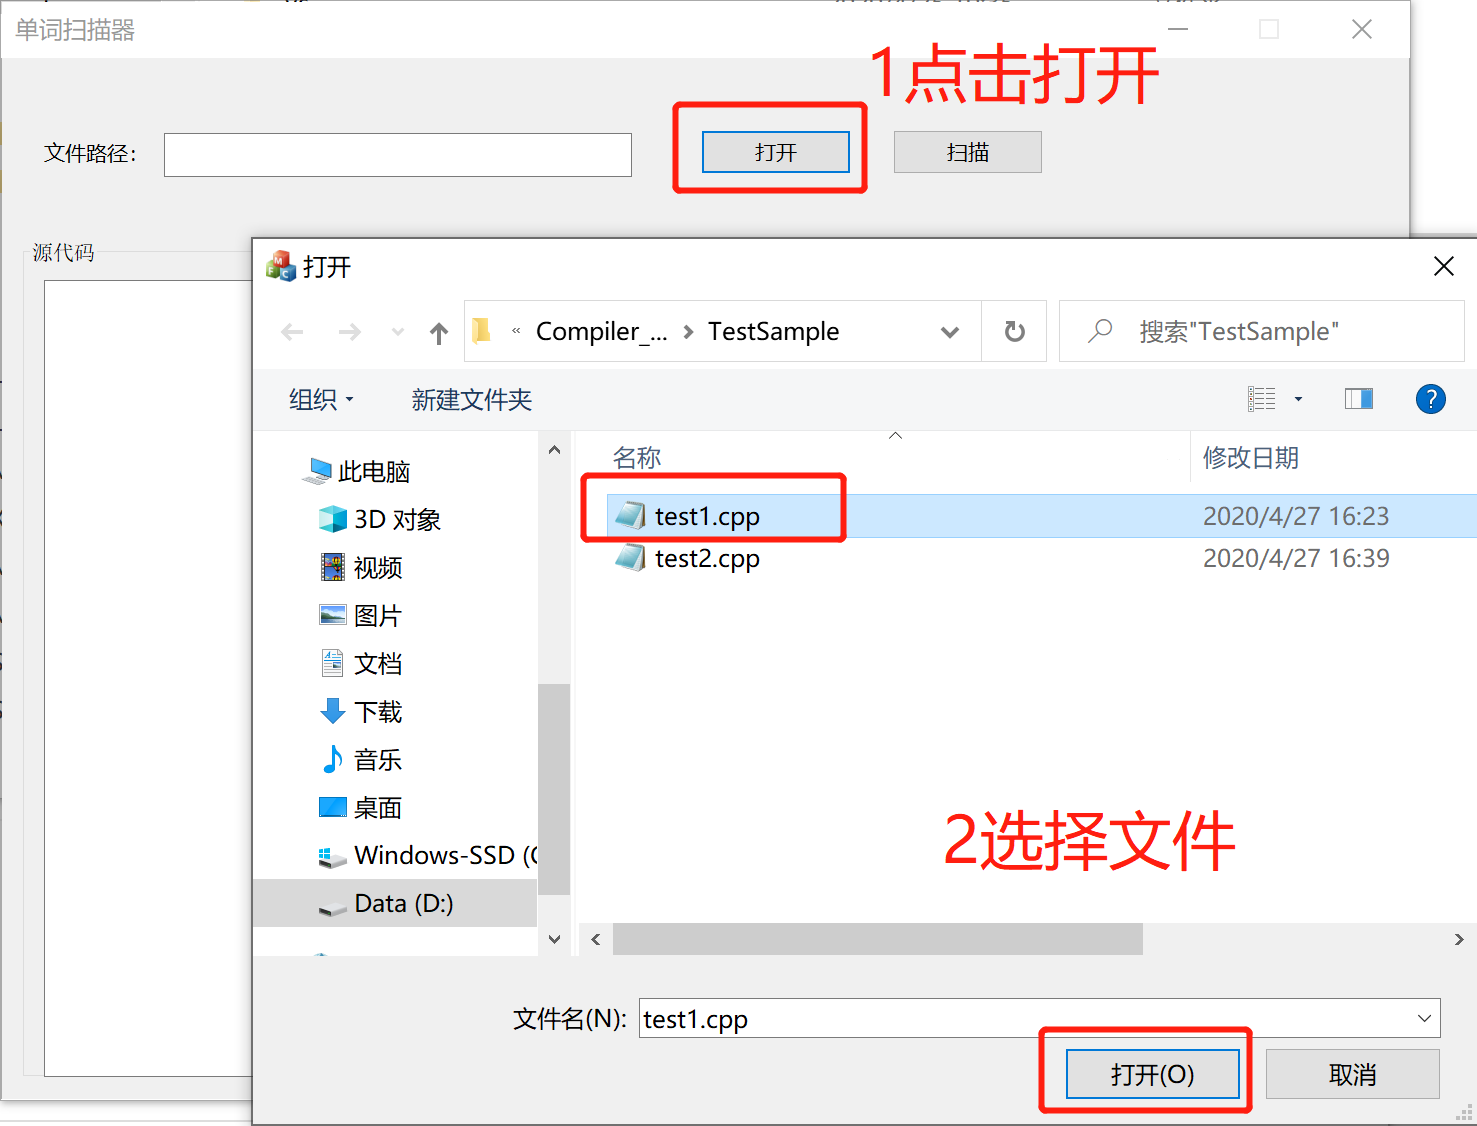 单词扫描器
1点击打开
文件路径:
打开
扫描
源代码
打开
« Compiler_... > TestSample
搜索"TestSample"
组织
新建文件夹
?
此电脑
3D 对象
视频
图片
文档
下载
音乐
桌面
Windows-SSD (
Data (D:)
名称
修改日期
test1.cpp
2020/4/27 16:23
test2.cpp
2020/4/27 16:39
2选择文件
文件名(N):
test1.cpp
打开(O)
取消